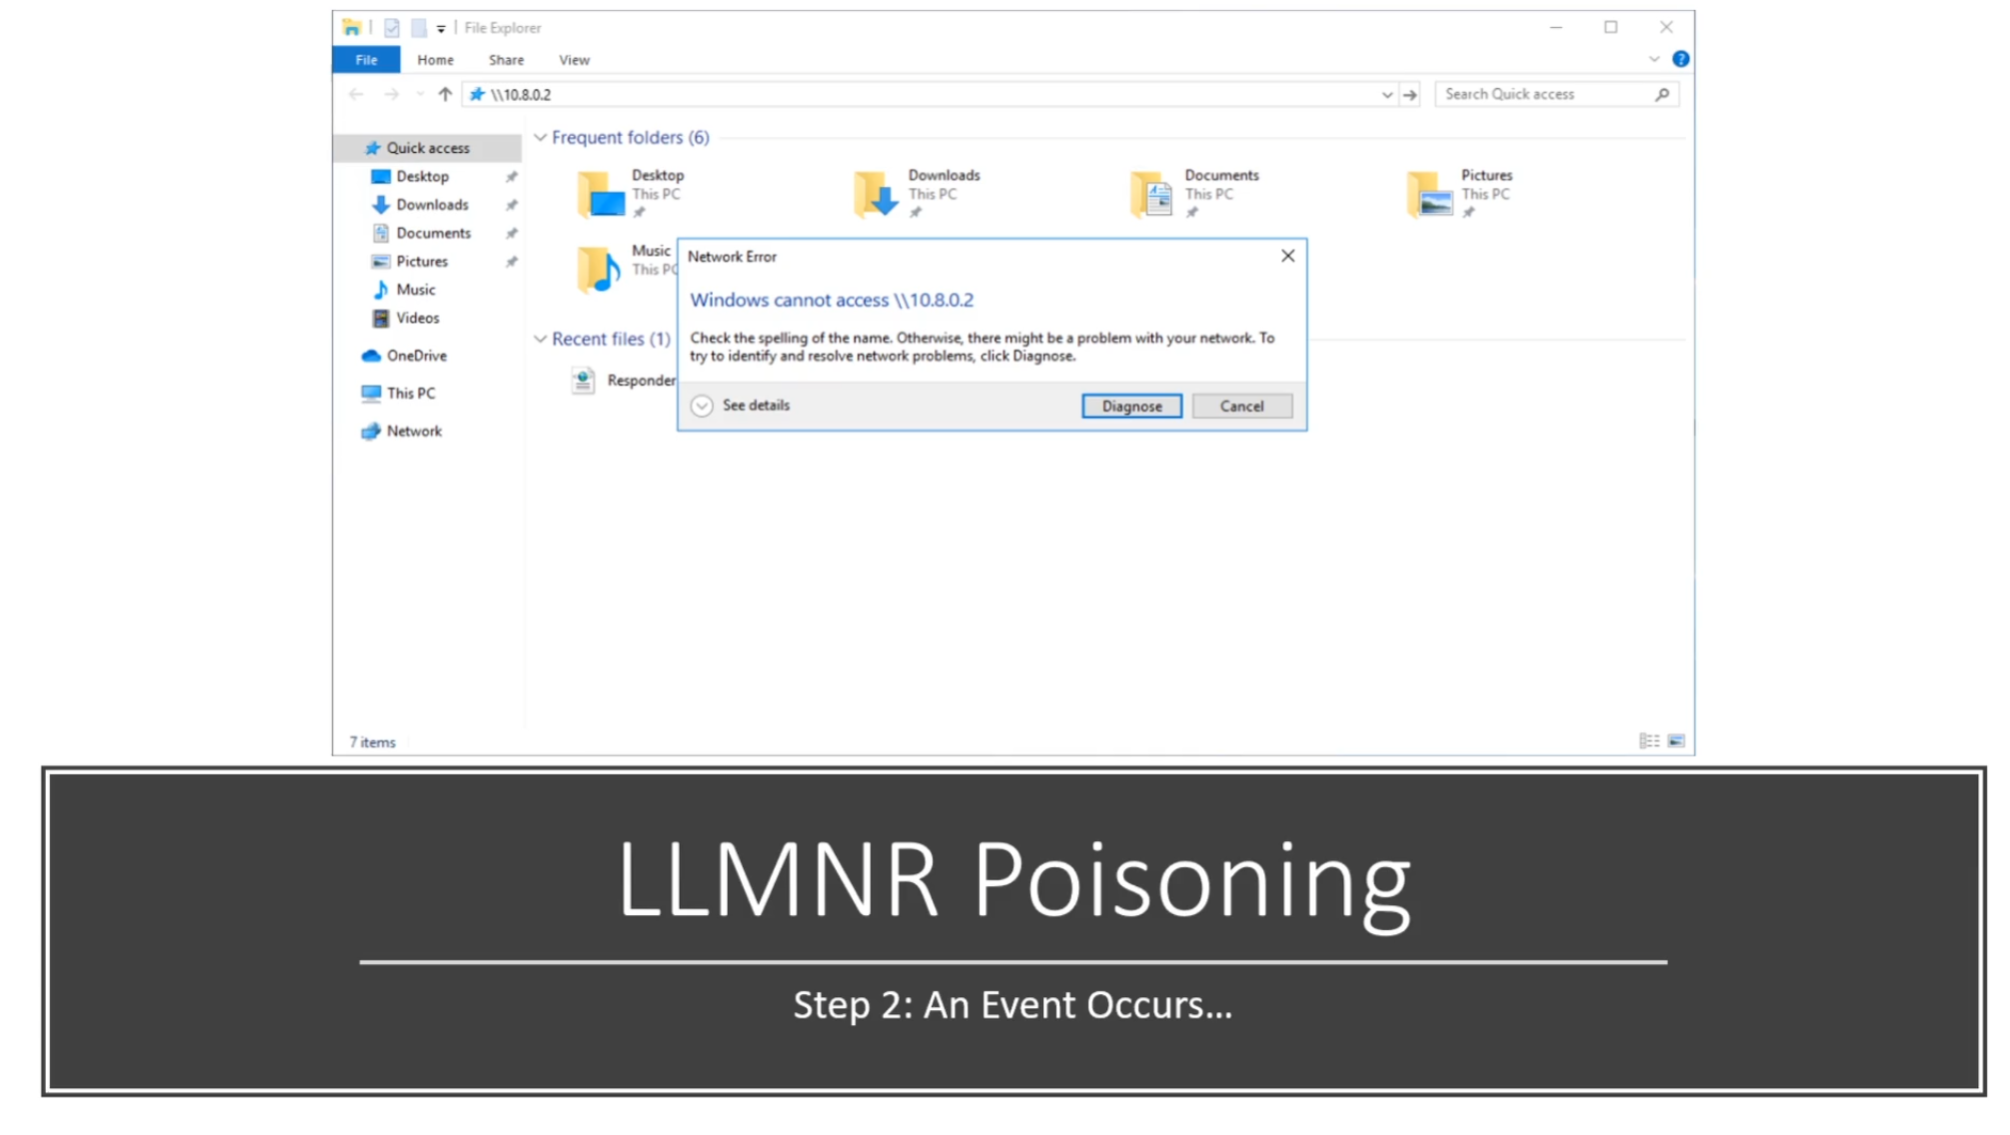 File Explorer
File Home Share View
\\10.8.0.2
Search Quick access
Quick access
Desktop
Downloads
Documents
Pictures
Music
Videos
OneDrive
This PC
Network
Frequent folders (6)
Desktop
This PC
Downloads
This PC
Documents
This PC
Pictures
This PC
Music
This PC
Recent files (1)
Responder
Network Error
Windows cannot access \\10.8.0.2
Check the spelling of the name. Otherwise, there might be a problem with your network. To
try to identify and resolve network problems, click Diagnose.
See details
Diagnose Cancel
7 items
LLMNR Poisoning
Step 2: An Event Occurs...